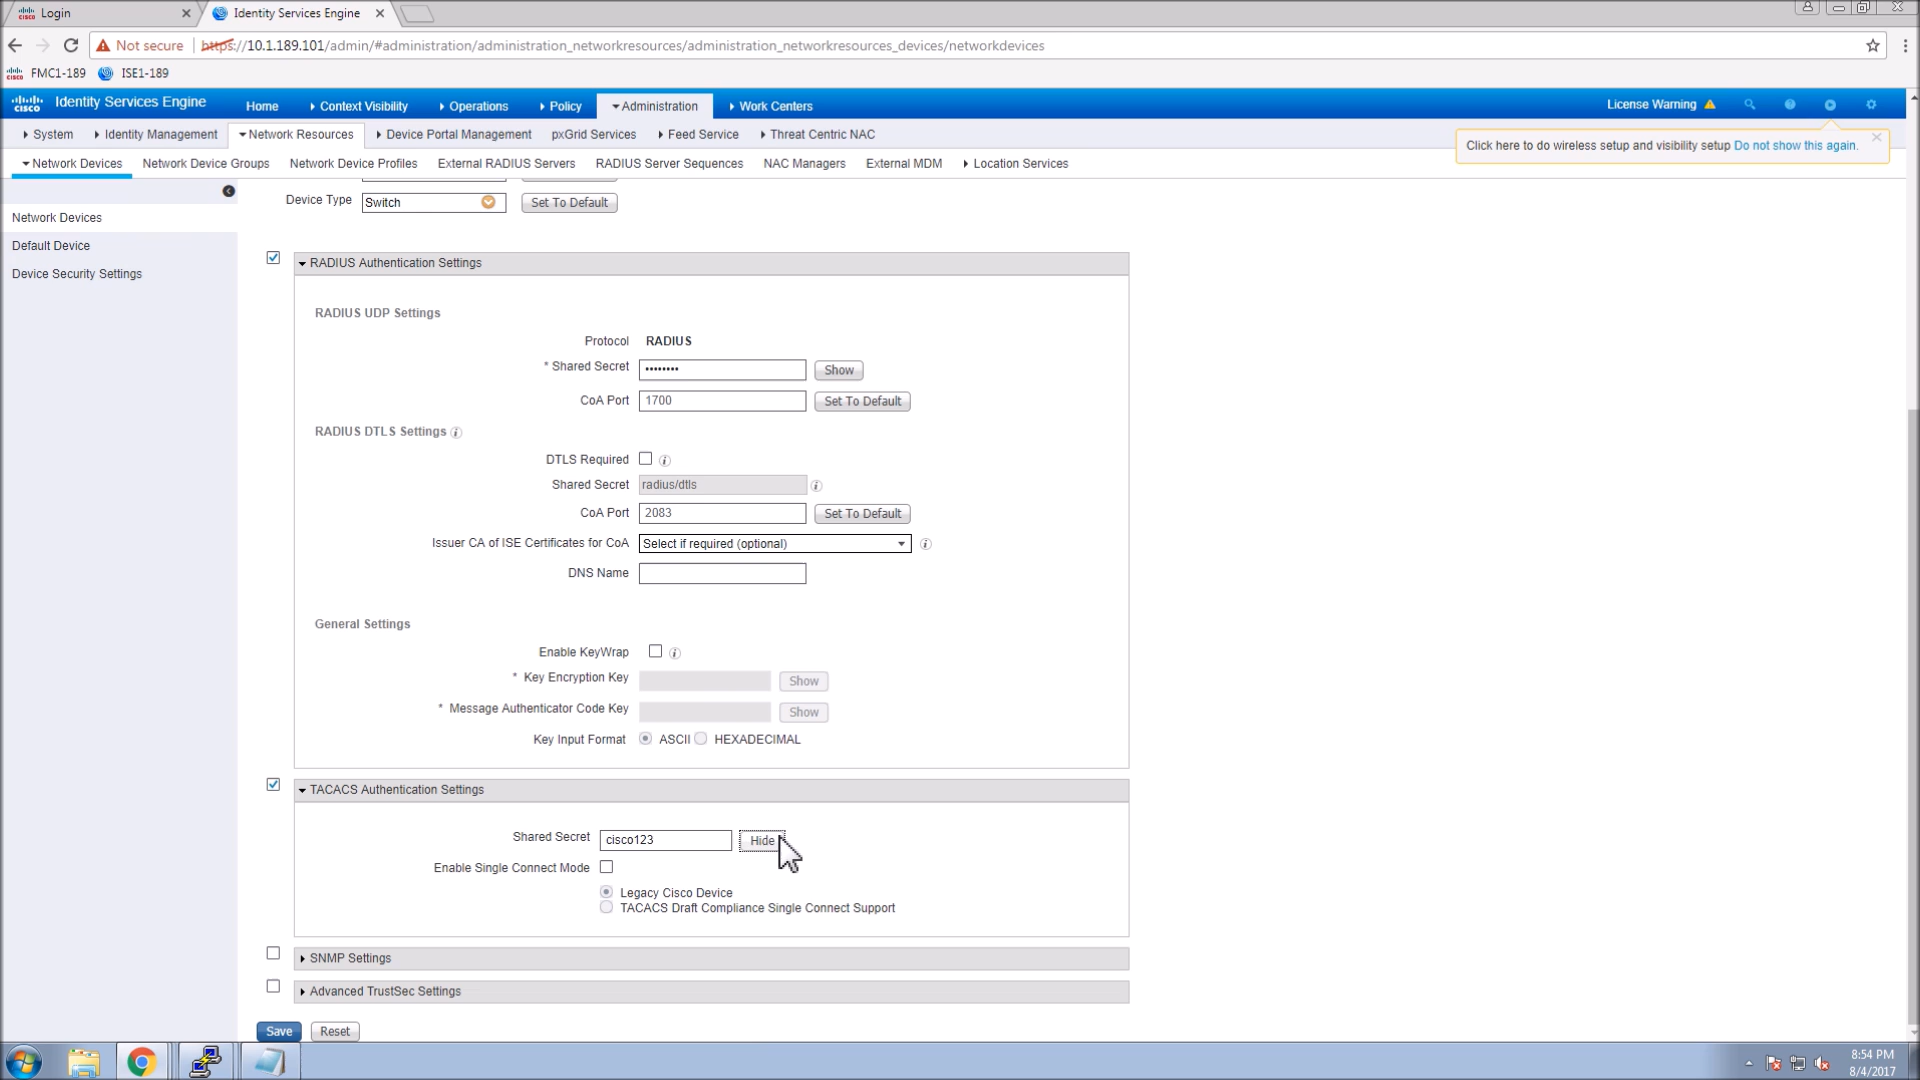 Login
Identity Services Engine
Not secure
https://10.1.189.101/admin/#administration/administration_networkresources/administration_networkresources_devices/networkdevices
CISCO FMC1-189 ISE1-189
CISCO Identity Services Engine Home Context Visibility Operations Policy Administration Work Centers License Warning
System Identity Management Network Resources Device Portal Management pxGrid Services Feed Service Threat Centric NAC
Click here to do wireless setup and visibility setup Do not show this again.
Network Devices Network Device Groups Network Device Profiles External RADIUS Servers RADIUS Server Sequences NAC Managers External MDM Location Services
Network Devices
Default Device
Device Security Settings
Device Type Switch Set To Default
RADIUS Authentication Settings
RADIUS UDP Settings
Protocol RADIUS
* Shared Secret •••••••• Show
CoA Port 1700 Set To Default
RADIUS DTLS Settings
DTLS Required
Shared Secret radius/dtls
CoA Port 2083 Set To Default
Issuer CA of ISE Certificates for CoA Select if required (optional)
DNS Name
General Settings
Enable KeyWrap
* Key Encryption Key Show
* Message Authenticator Code Key Show
Key Input Format ASCII HEXADECIMAL
TACACS Authentication Settings
Shared Secret cisco123 Hide
Enable Single Connect Mode
Legacy Cisco Device
TACACS Draft Compliance Single Connect Support
SNMP Settings
Advanced TrustSec Settings
Save Reset
8:54 PM
8/4/2017